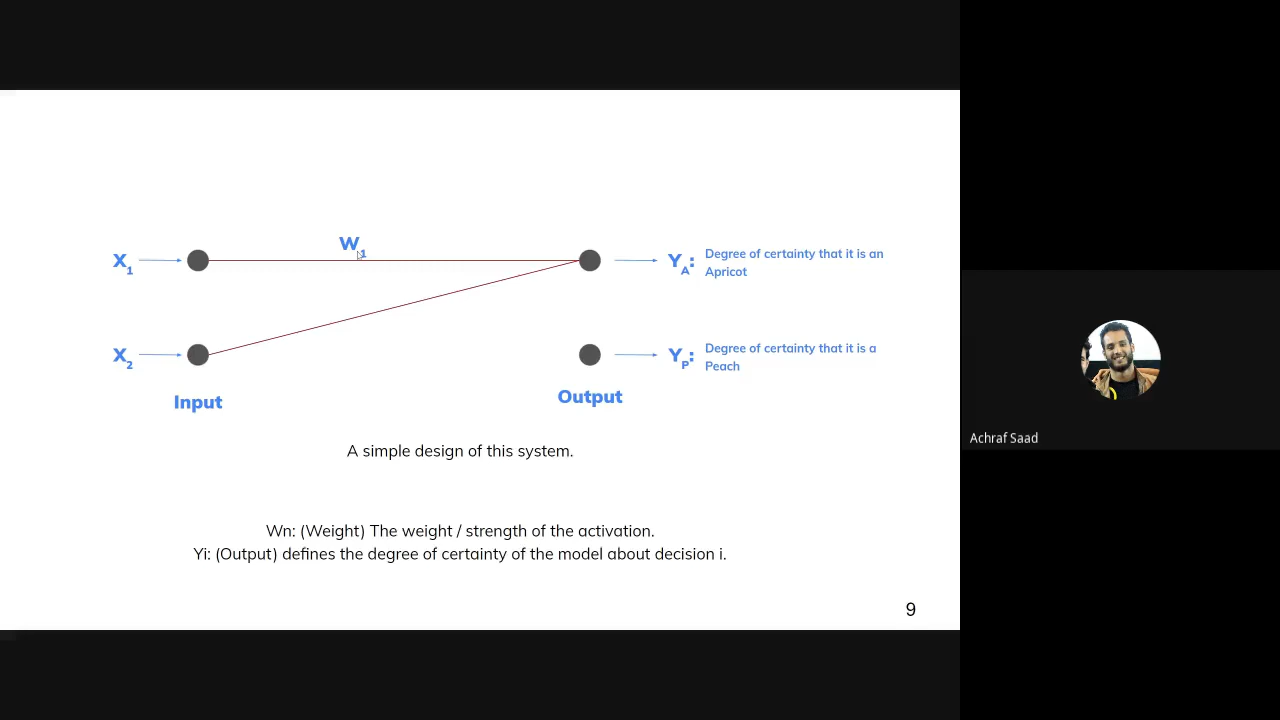 W1
X1
YA: Degree of certainty that it is an
Apricot
X2
YP: Degree of certainty that it is a
Peach
Input
Output
A simple design of this system.
Wn: (Weight) The weight / strength of the activation.
Yi: (Output) defines the degree of certainty of the model about decision i.
9
Achraf Saad